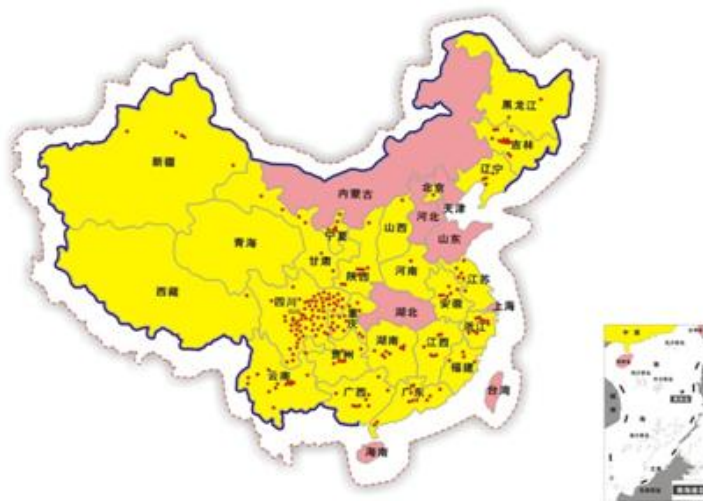 黑龙江
吉林
辽宁
新疆
内蒙古
北京
天津
河北
山西
山东
宁夏
青海
甘肃
陕西
河南
江苏
西藏
安徽
上海
四川
重庆
湖北
浙江
贵州
湖南
江西
福建
云南
广西
广东
台湾
海南
中国